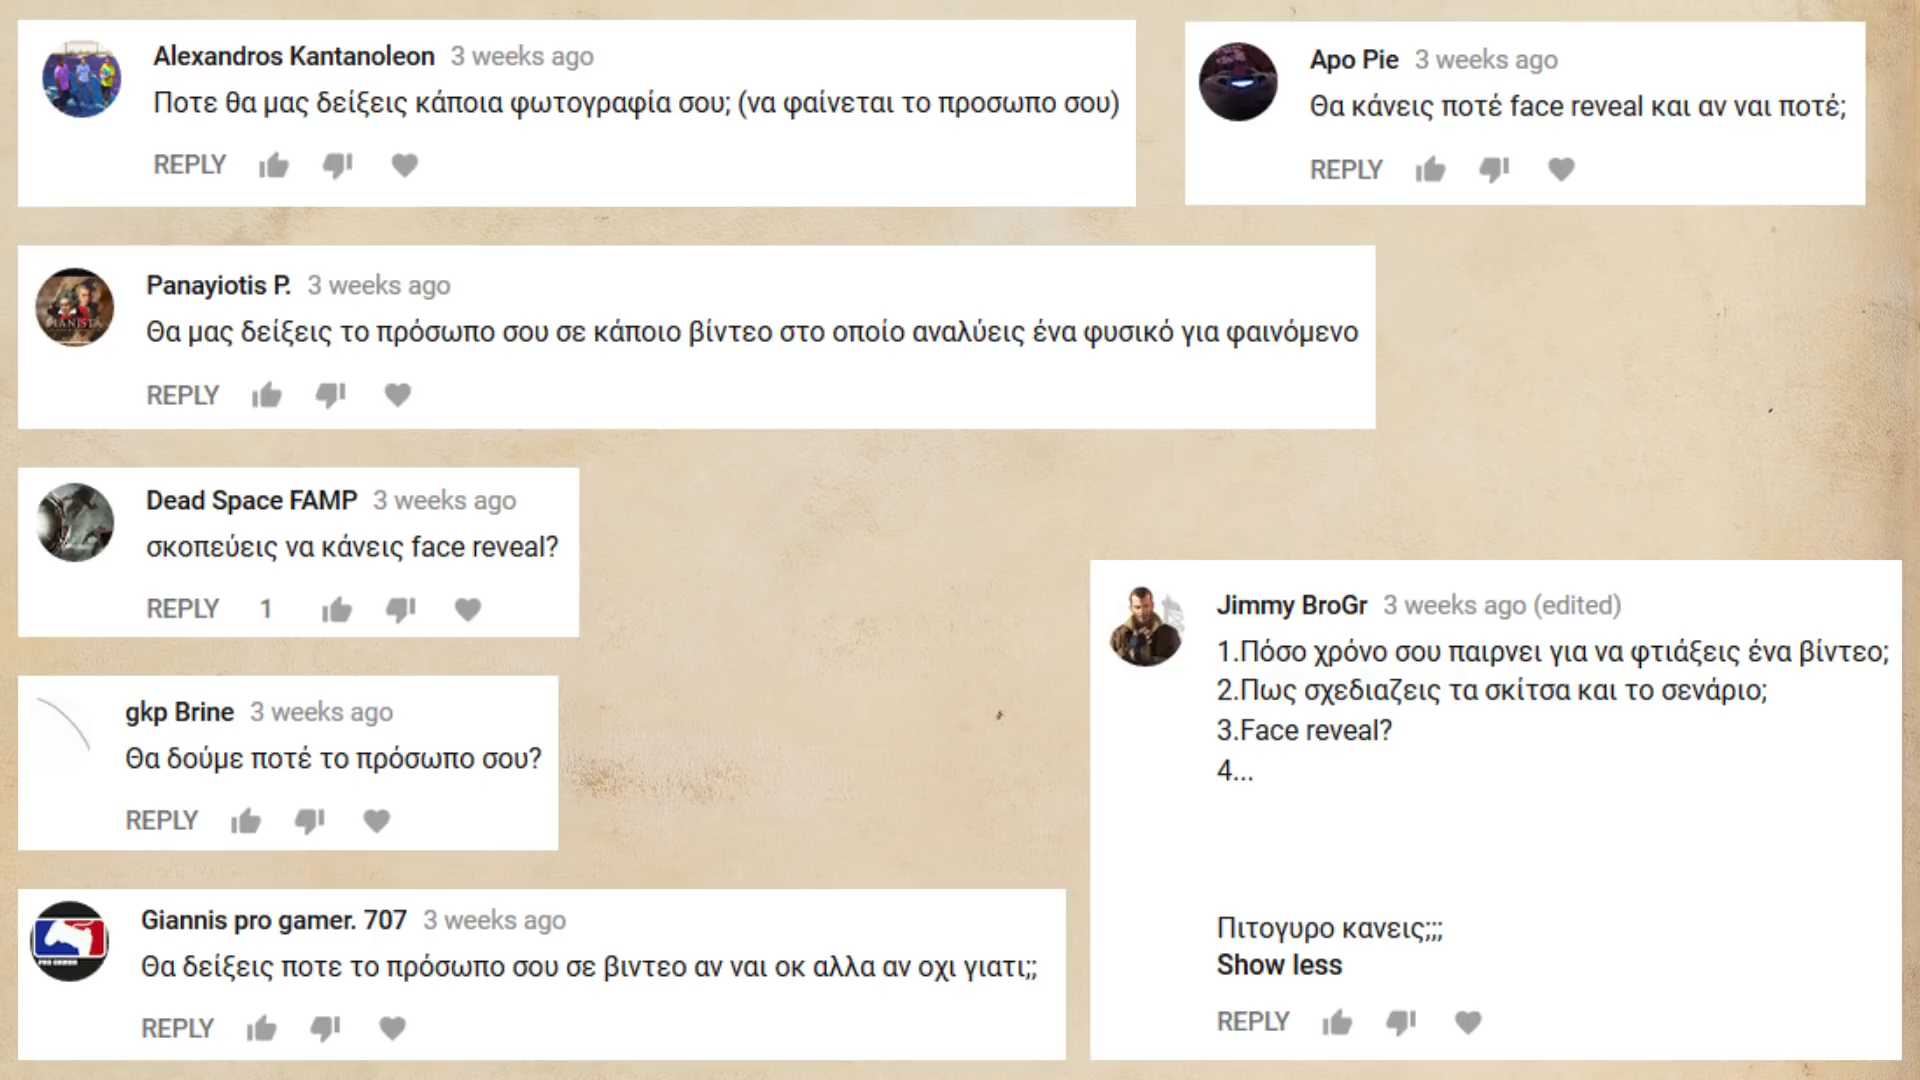 Alexandros Kantanoleon 3 weeks ago
Ποτε θα μας δείξεις κάποια φωτογραφία σου; (να φαίνεται το προσωπο σου)
REPLY
Apo Pie 3 weeks ago
Θα κάνεις ποτέ face reveal και αν ναι ποτέ;
REPLY
Panayiotis P. 3 weeks ago
Θα μας δείξεις το πρόσωπο σου σε κάποιο βίντεο στο οποίο αναλύεις ένα φυσικό για φαινόμενο
REPLY
Dead Space FAMP 3 weeks ago
σκοπεύεις να κάνεις face reveal?
REPLY 1
gkp Brine 3 weeks ago
Θα δούμε ποτέ το πρόσωπο σου?
REPLY
Giannis pro gamer. 707 3 weeks ago
Θα δείξεις ποτε το πρόσωπο σου σε βιντεο αν ναι οκ αλλα αν οχι γιατι;;
REPLY
Jimmy BroGr 3 weeks ago (edited)
1.Πόσο χρόνο σου παιρνει για να φτιάξεις ένα βίντεο;
2.Πως σχεδιαζεις τα σκίτσα και το σενάριο;
3.Face reveal?
4...
Πιτογυρο κανεις;;;
Show less
REPLY